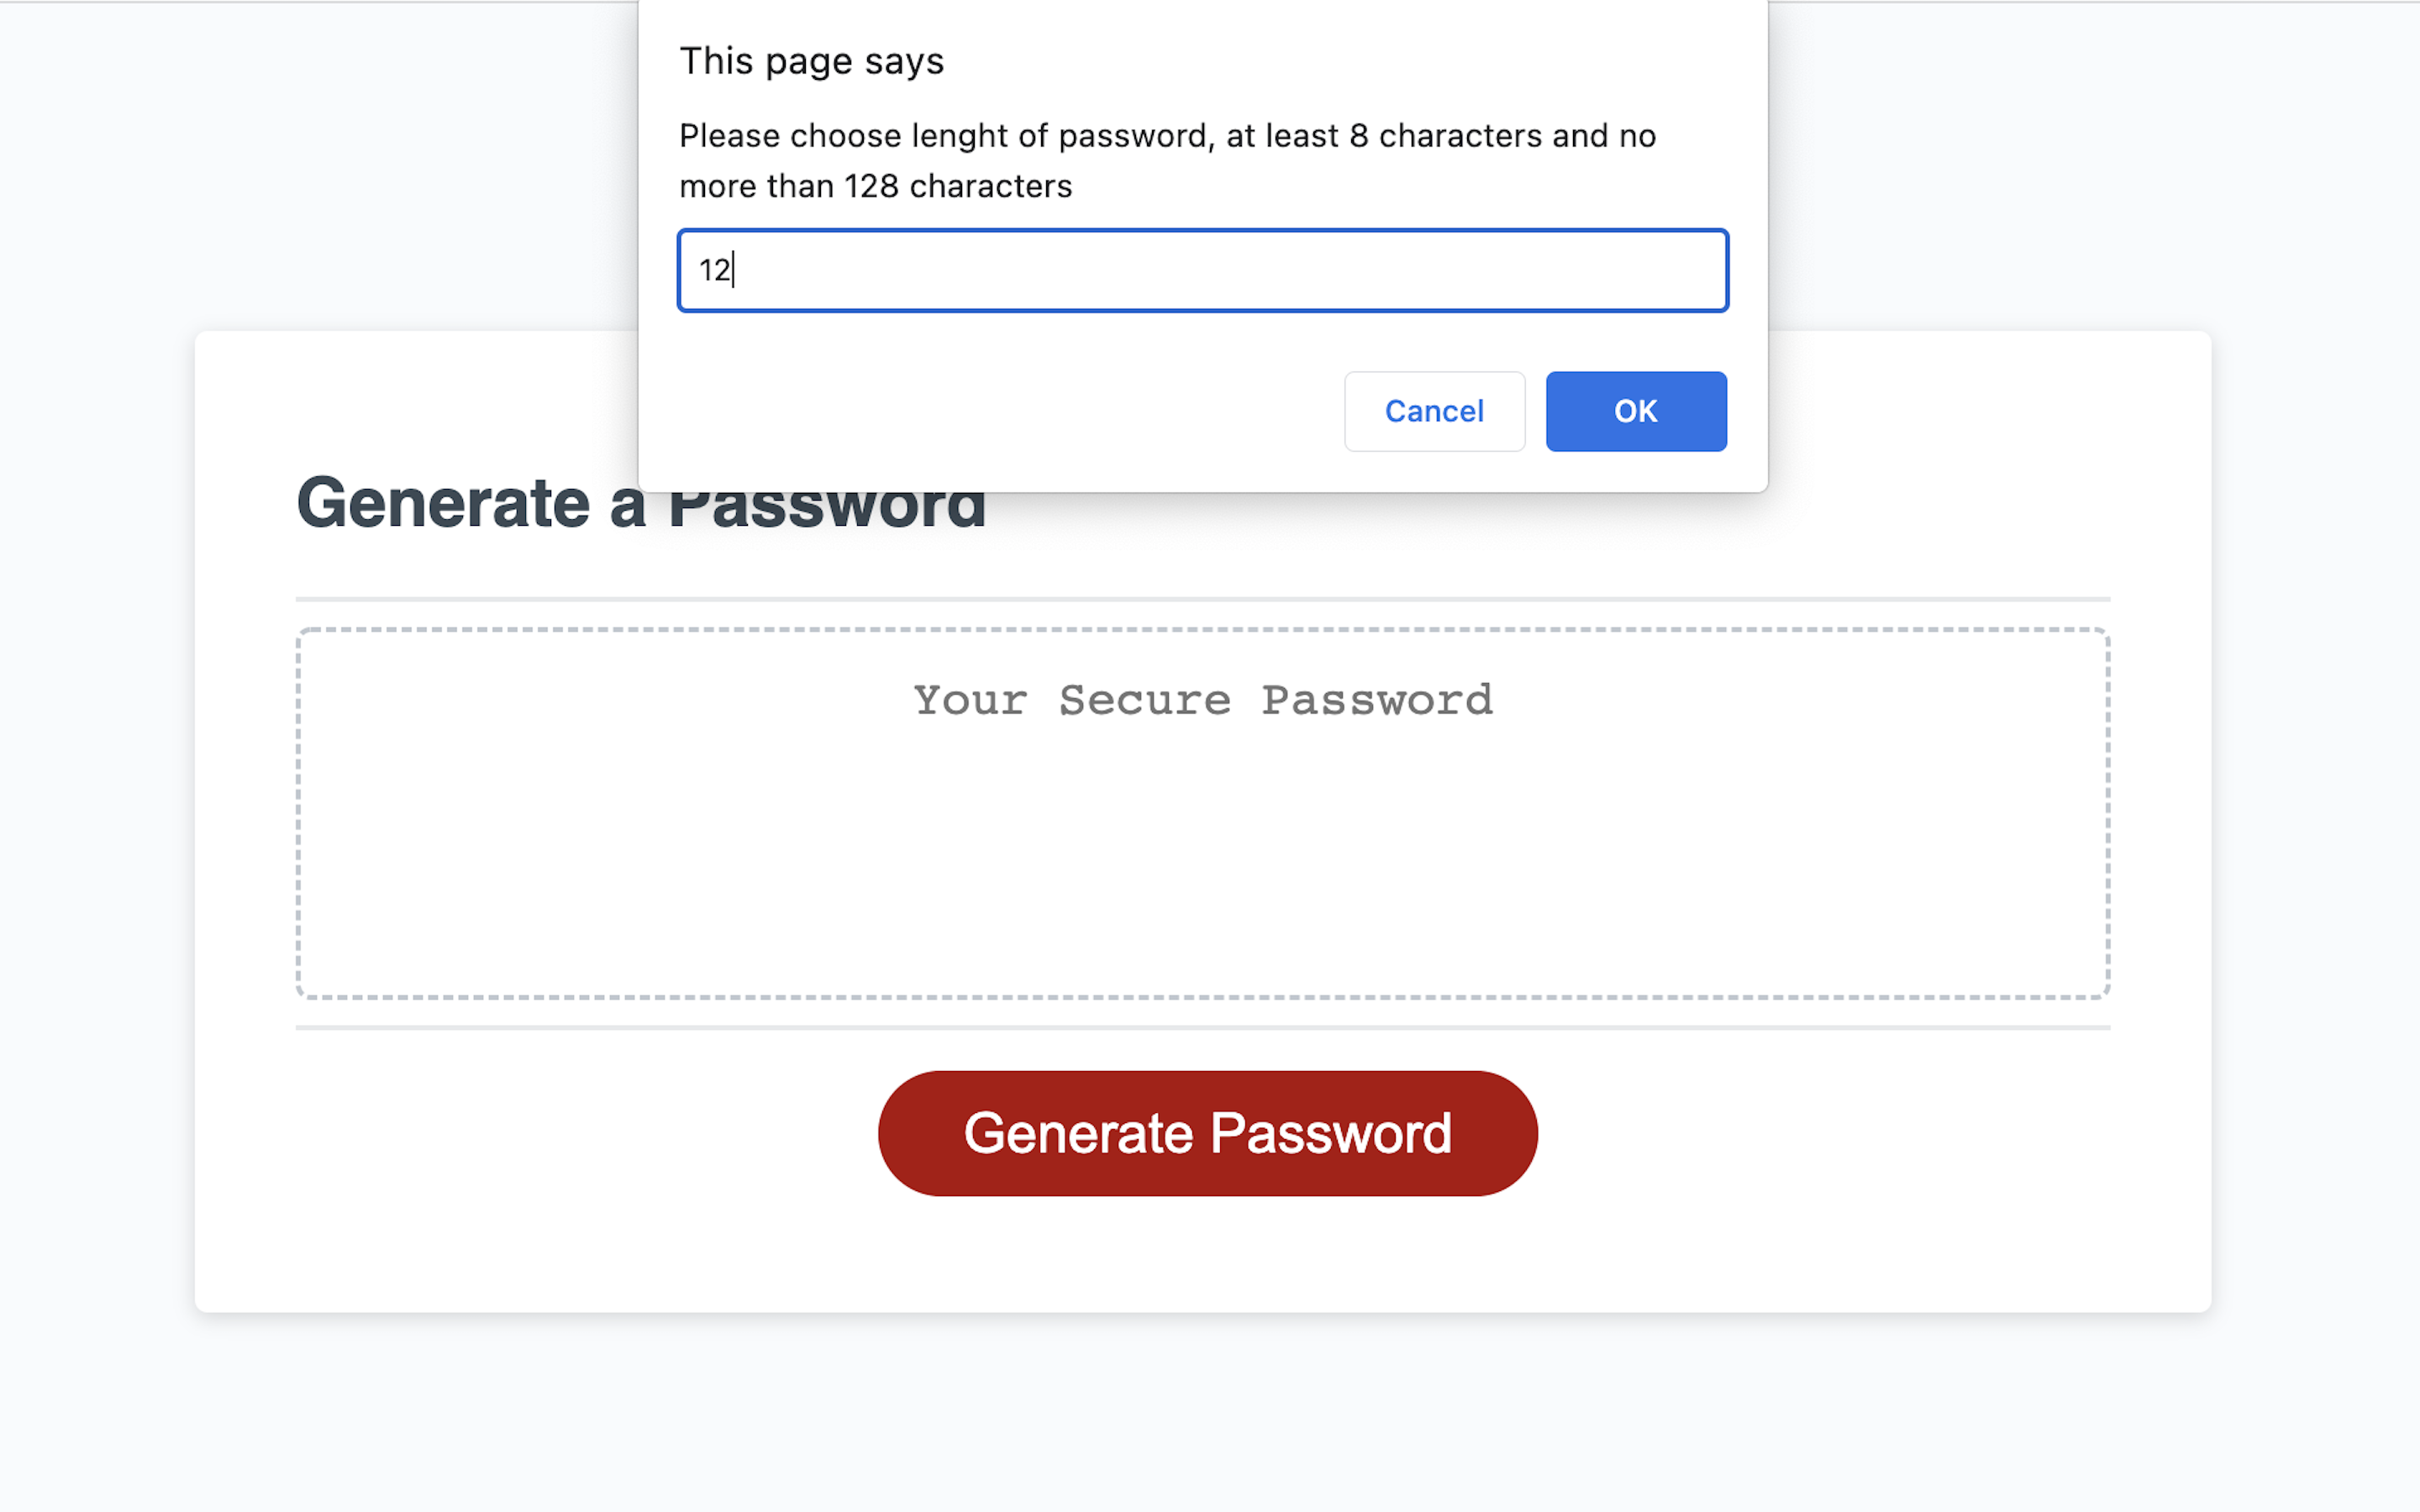 This page says
Please choose lenght of password, at least 8 characters and no
more than 128 characters
12
Cancel
OK
Generate a Password
Your Secure Password
Generate Password